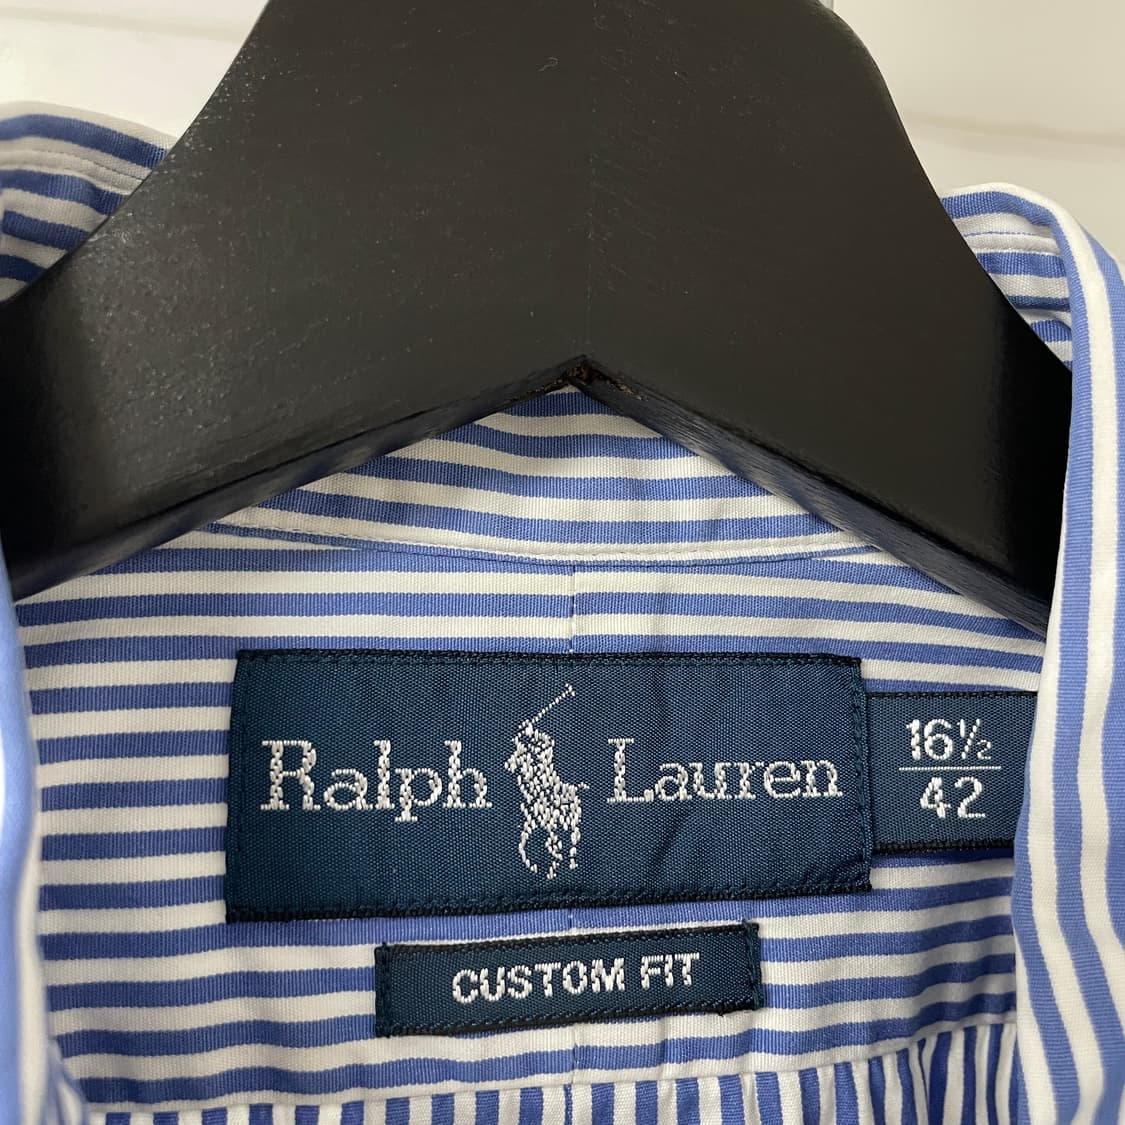 Ralph Lauren
16½
42
CUSTOM FIT